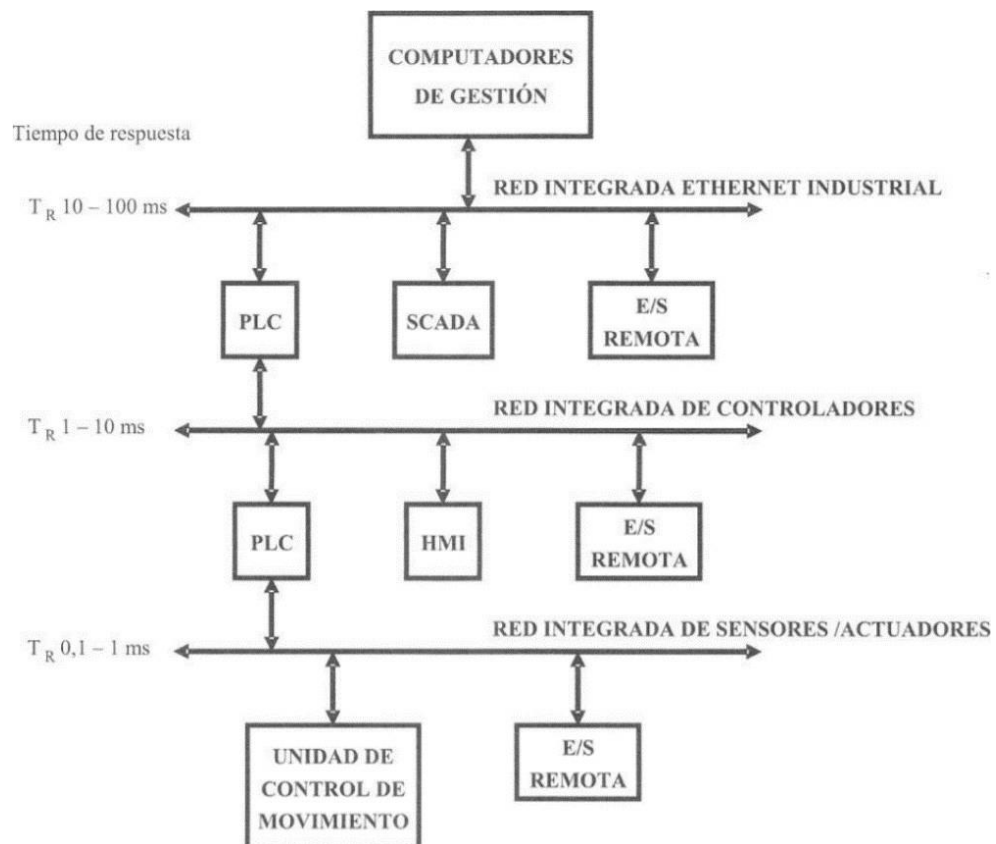 COMPUTADORES
DE GESTIÓN
Tiempo de respuesta
RED INTEGRADA ETHERNET INDUSTRIAL
T R 10 – 100 ms
PLC
SCADA
E/S
REMOTA
RED INTEGRADA DE CONTROLADORES
T R 1 – 10 ms
PLC
HMI
E/S
REMOTA
RED INTEGRADA DE SENSORES /ACTUADORES
T R 0,1 – 1 ms
UNIDAD DE
CONTROL DE
MOVIMIENTO
E/S
REMOTA